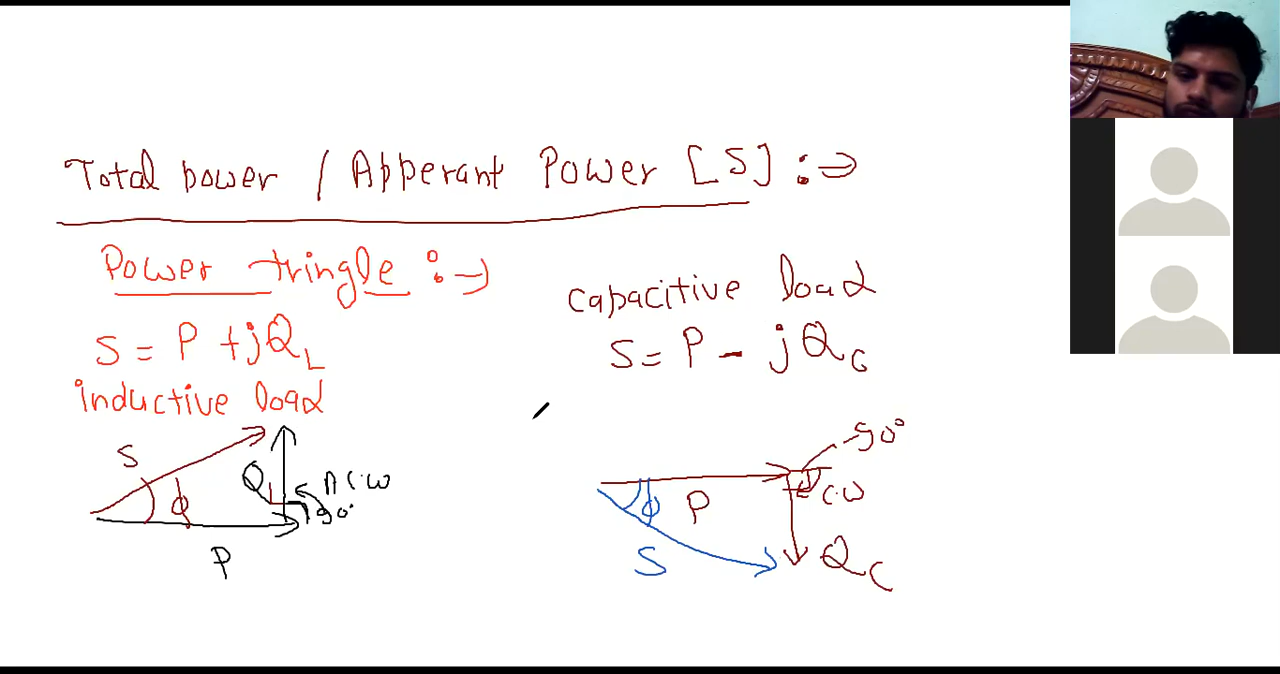 Total power / Apperant Power [S] :⇒
Power tringle :→
S = P + jQL
inductive load
S
ϕ
QL
A C.W
90°
P
capacitive load
S = P - jQC
-90°
C.W
P
ϕ
S
QC